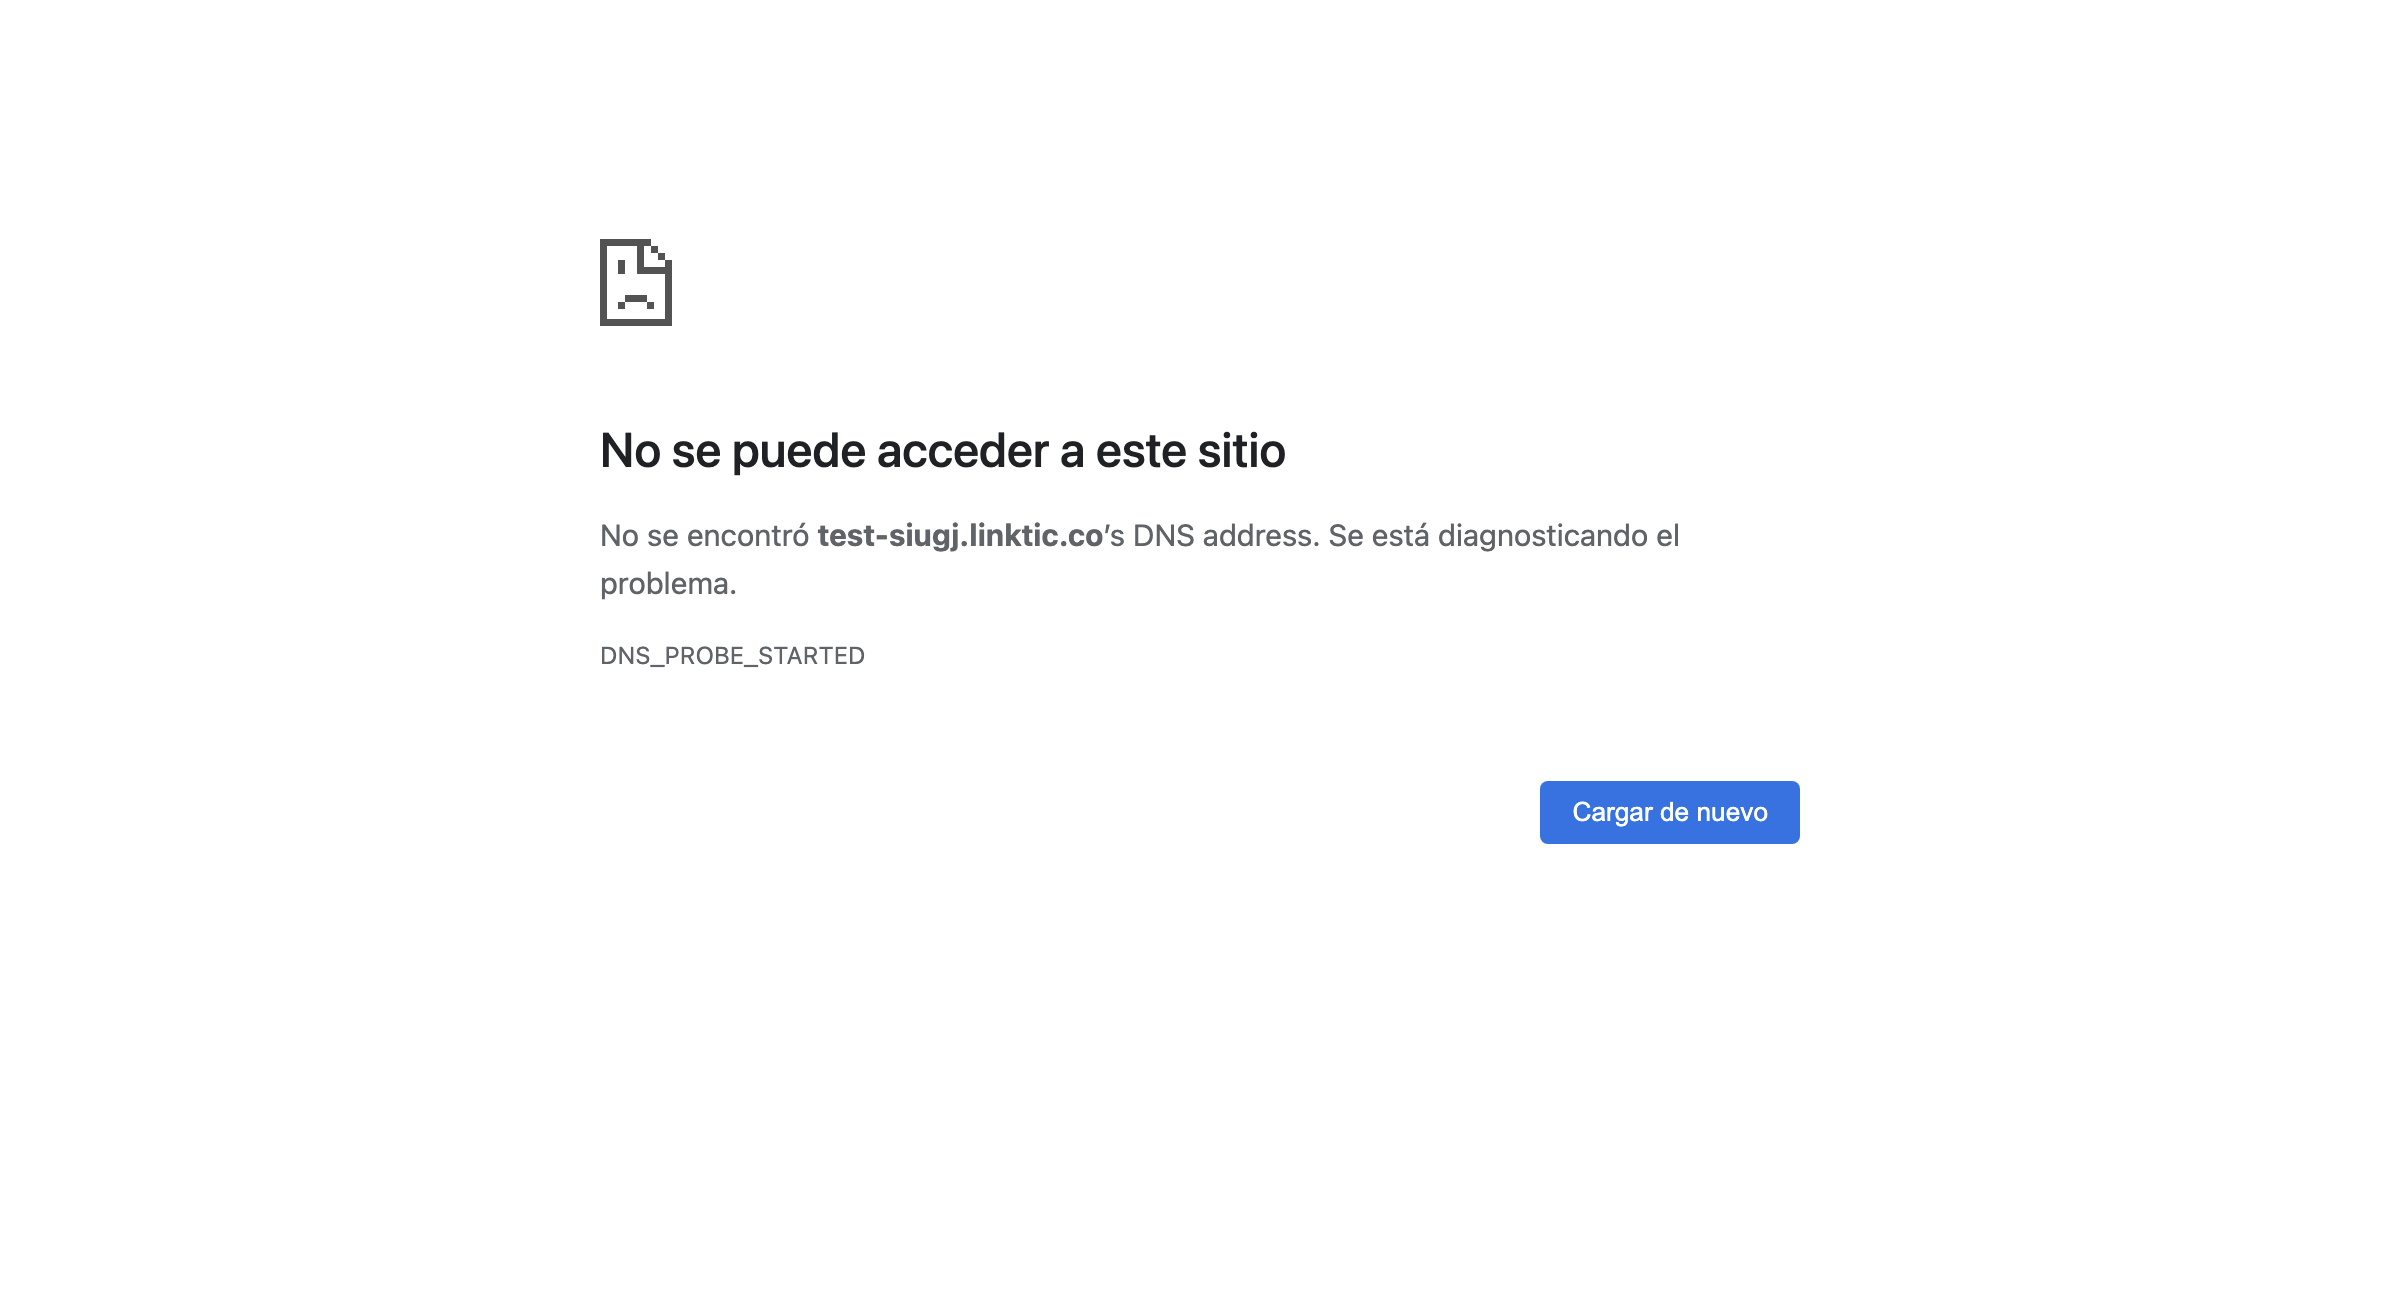 No se puede acceder a este sitio
No se encontró test-siugj.linktic.co’s DNS address. Se está diagnosticando el
problema.
DNS_PROBE_STARTED
Cargar de nuevo